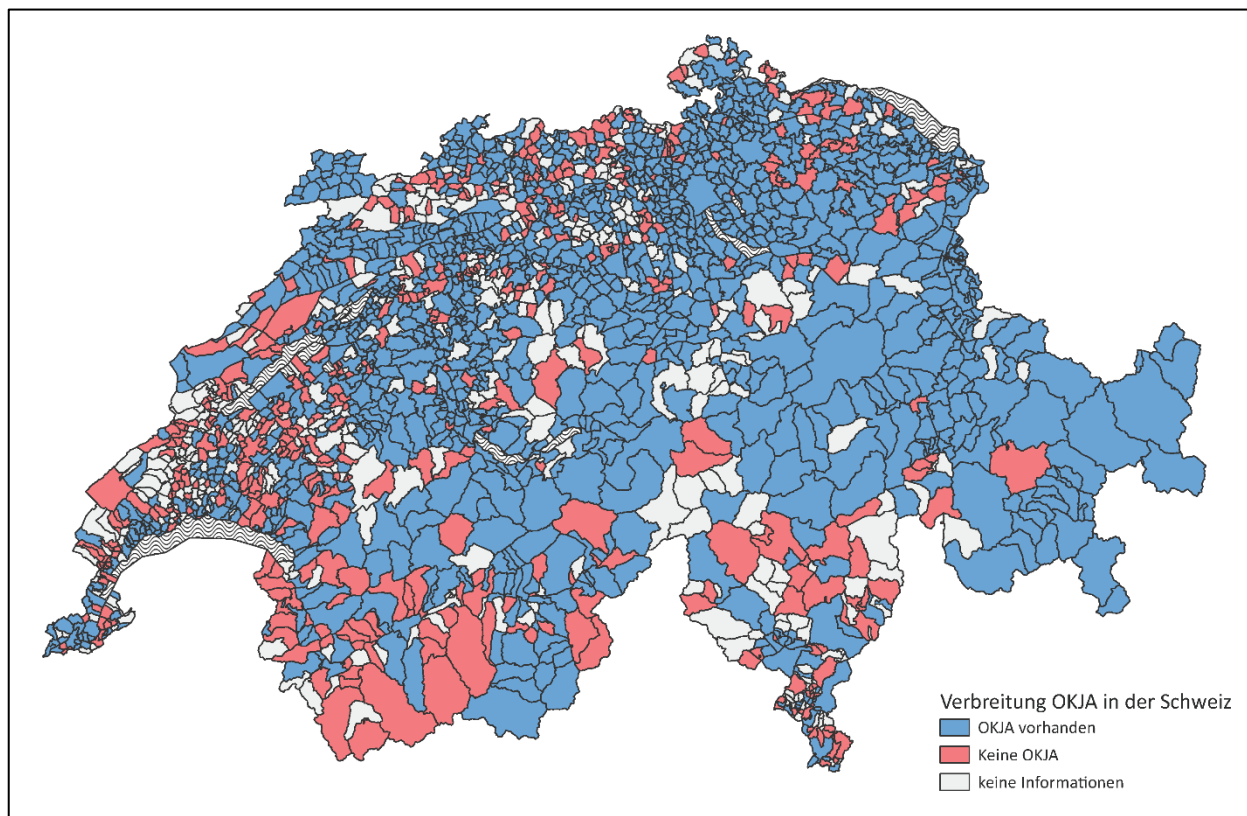 Verbreitung OKJA in der Schweiz
OKJA vorhanden
Keine OKJA
keine Informationen